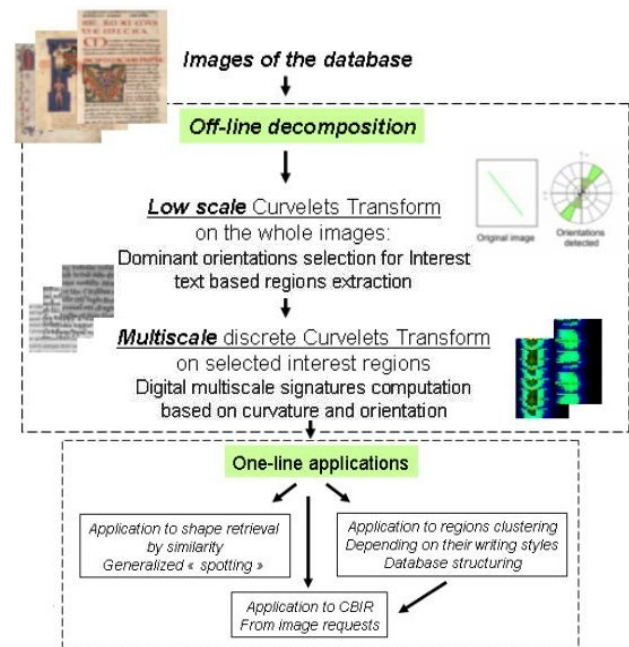 Images of the database
Off-line decomposition
Low scale Curvelets Transform
on the whole images:
Dominant orientations selection for Interest
text based regions extraction
Original image
Orientations
detected
Multiscale discrete Curvelets Transform
on selected interest regions
Digital multiscale signatures computation
based on curvature and orientation
One-line applications
Application to shape retrieval
by similarity
Generalized « spotting »
Application to regions clustering
Depending on their writing styles
Database structuring
Application to CBIR
From image requests